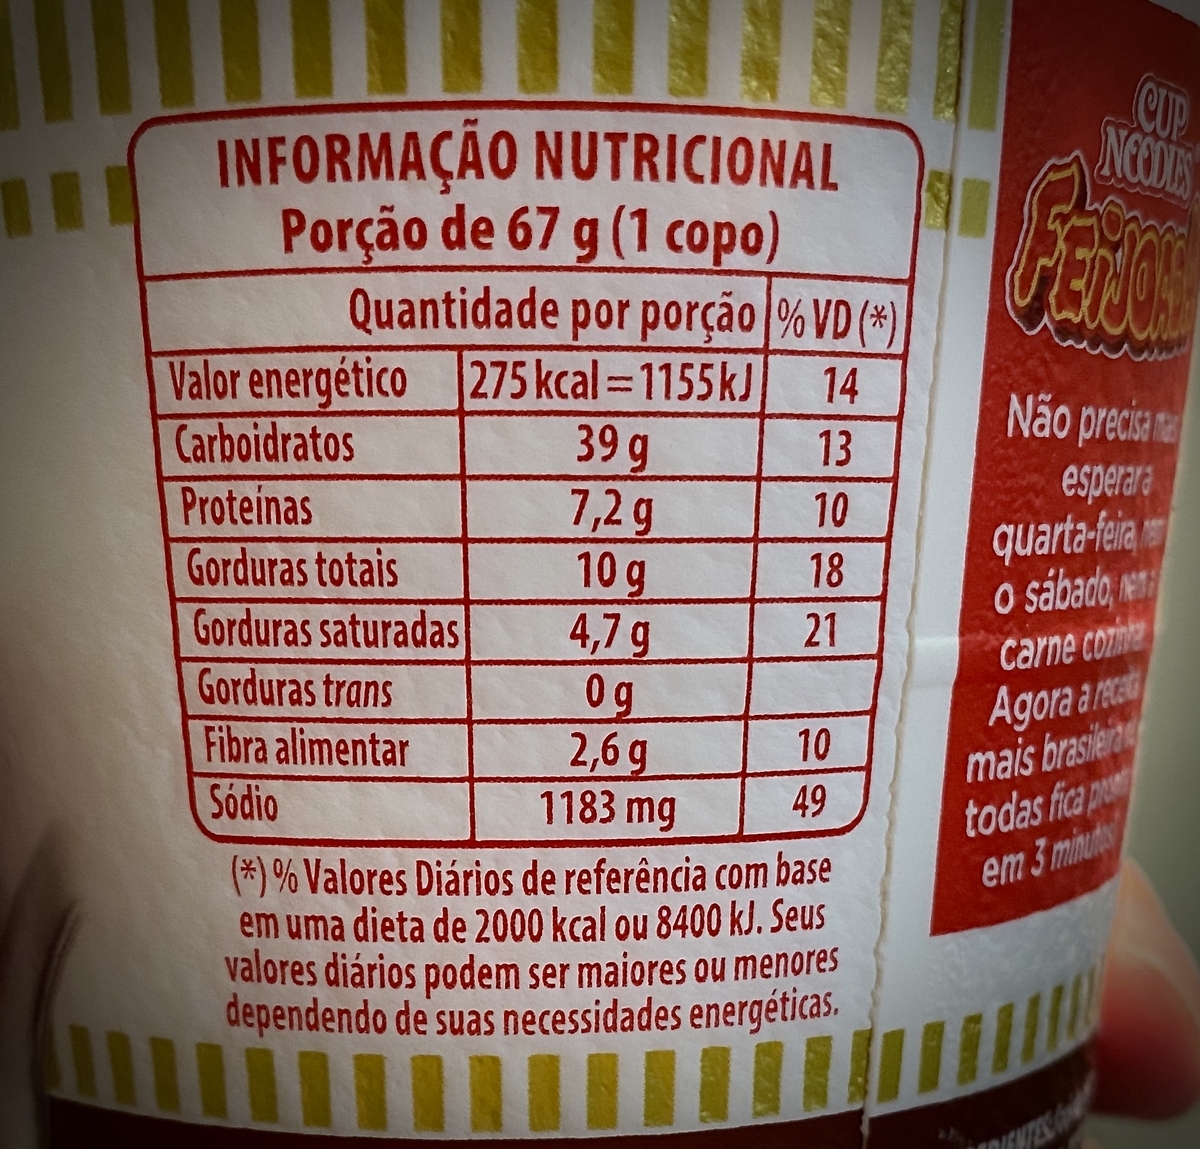 INFORMAÇÃO NUTRICIONAL
Porção de 67 g (1 copo)
Quantidade por porção % VD (*)
Valor energético 275 kcal = 1155 kJ 14
Carboidratos 39 g 13
Proteínas 7,2 g 10
Gorduras totais 10 g 18
Gorduras saturadas 4,7 g 21
Gorduras trans 0 g
Fibra alimentar 2,6 g 10
Sódio 1183 mg 49
(*) % Valores Diários de referência com base
em uma dieta de 2000 kcal ou 8400 kJ. Seus
valores diários podem ser maiores ou menores
dependendo de suas necessidades energéticas.
CUP
NOODLES
Não precisa
esperar a
quarta-feira,
o sábado, nem
carne
Agora a
mais
todas fica
em 3 minutos